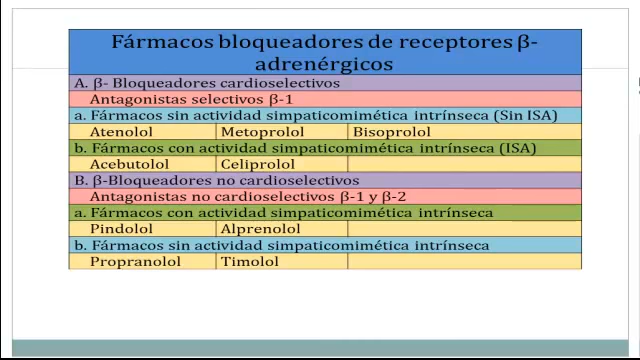 Fármacos bloqueadores de receptores β-
adrenérgicos
A. β- Bloqueadores cardioselectivos
Antagonistas selectivos β-1
a. Fármacos sin actividad simpaticomimética intrínseca (Sin ISA)
Atenolol Metoprolol Bisoprolol
b. Fármacos con actividad simpaticomimética intrínseca (ISA)
Acebutolol Celiprolol
B. β-Bloqueadores no cardioselectivos
Antagonistas no cardioselectivos β-1 y β-2
a. Fármacos con actividad simpaticomimética intrínseca
Pindolol Alprenolol
b. Fármacos sin actividad simpaticomimética intrínseca
Propranolol Timolol